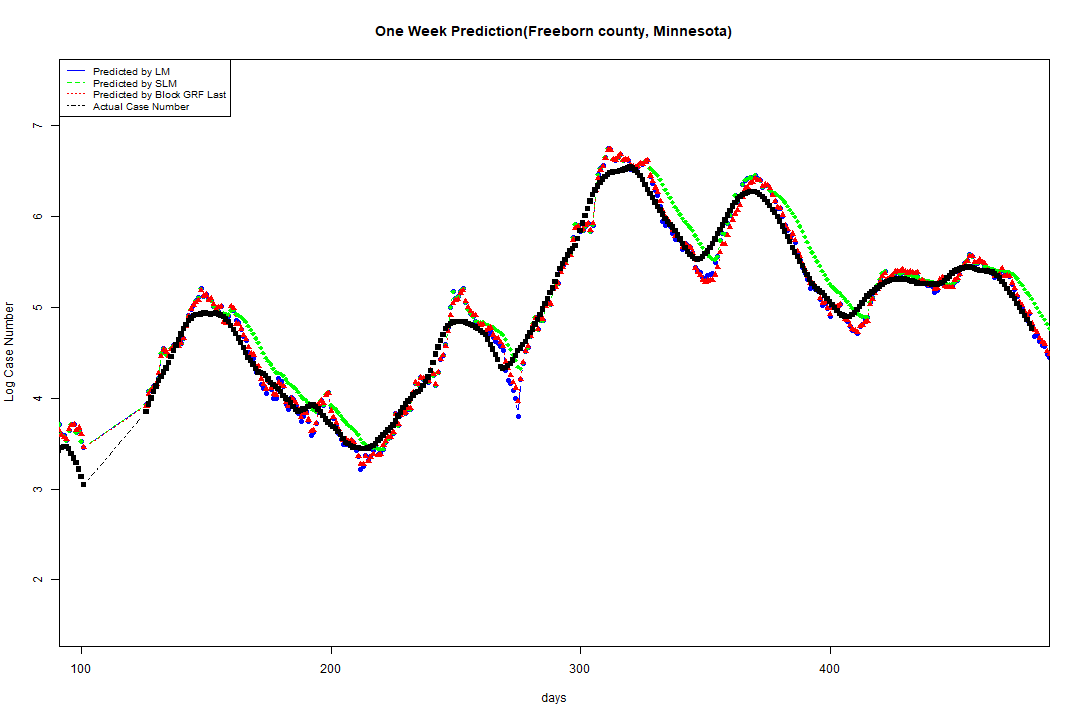 One Week Prediction(Freeborn county, Minnesota)
Predicted by LM
Predicted by SLM
Predicted by Block GRF Last
Actual Case Number
Log Case Number
7
6
5
4
3
2
100 200 300 400
days